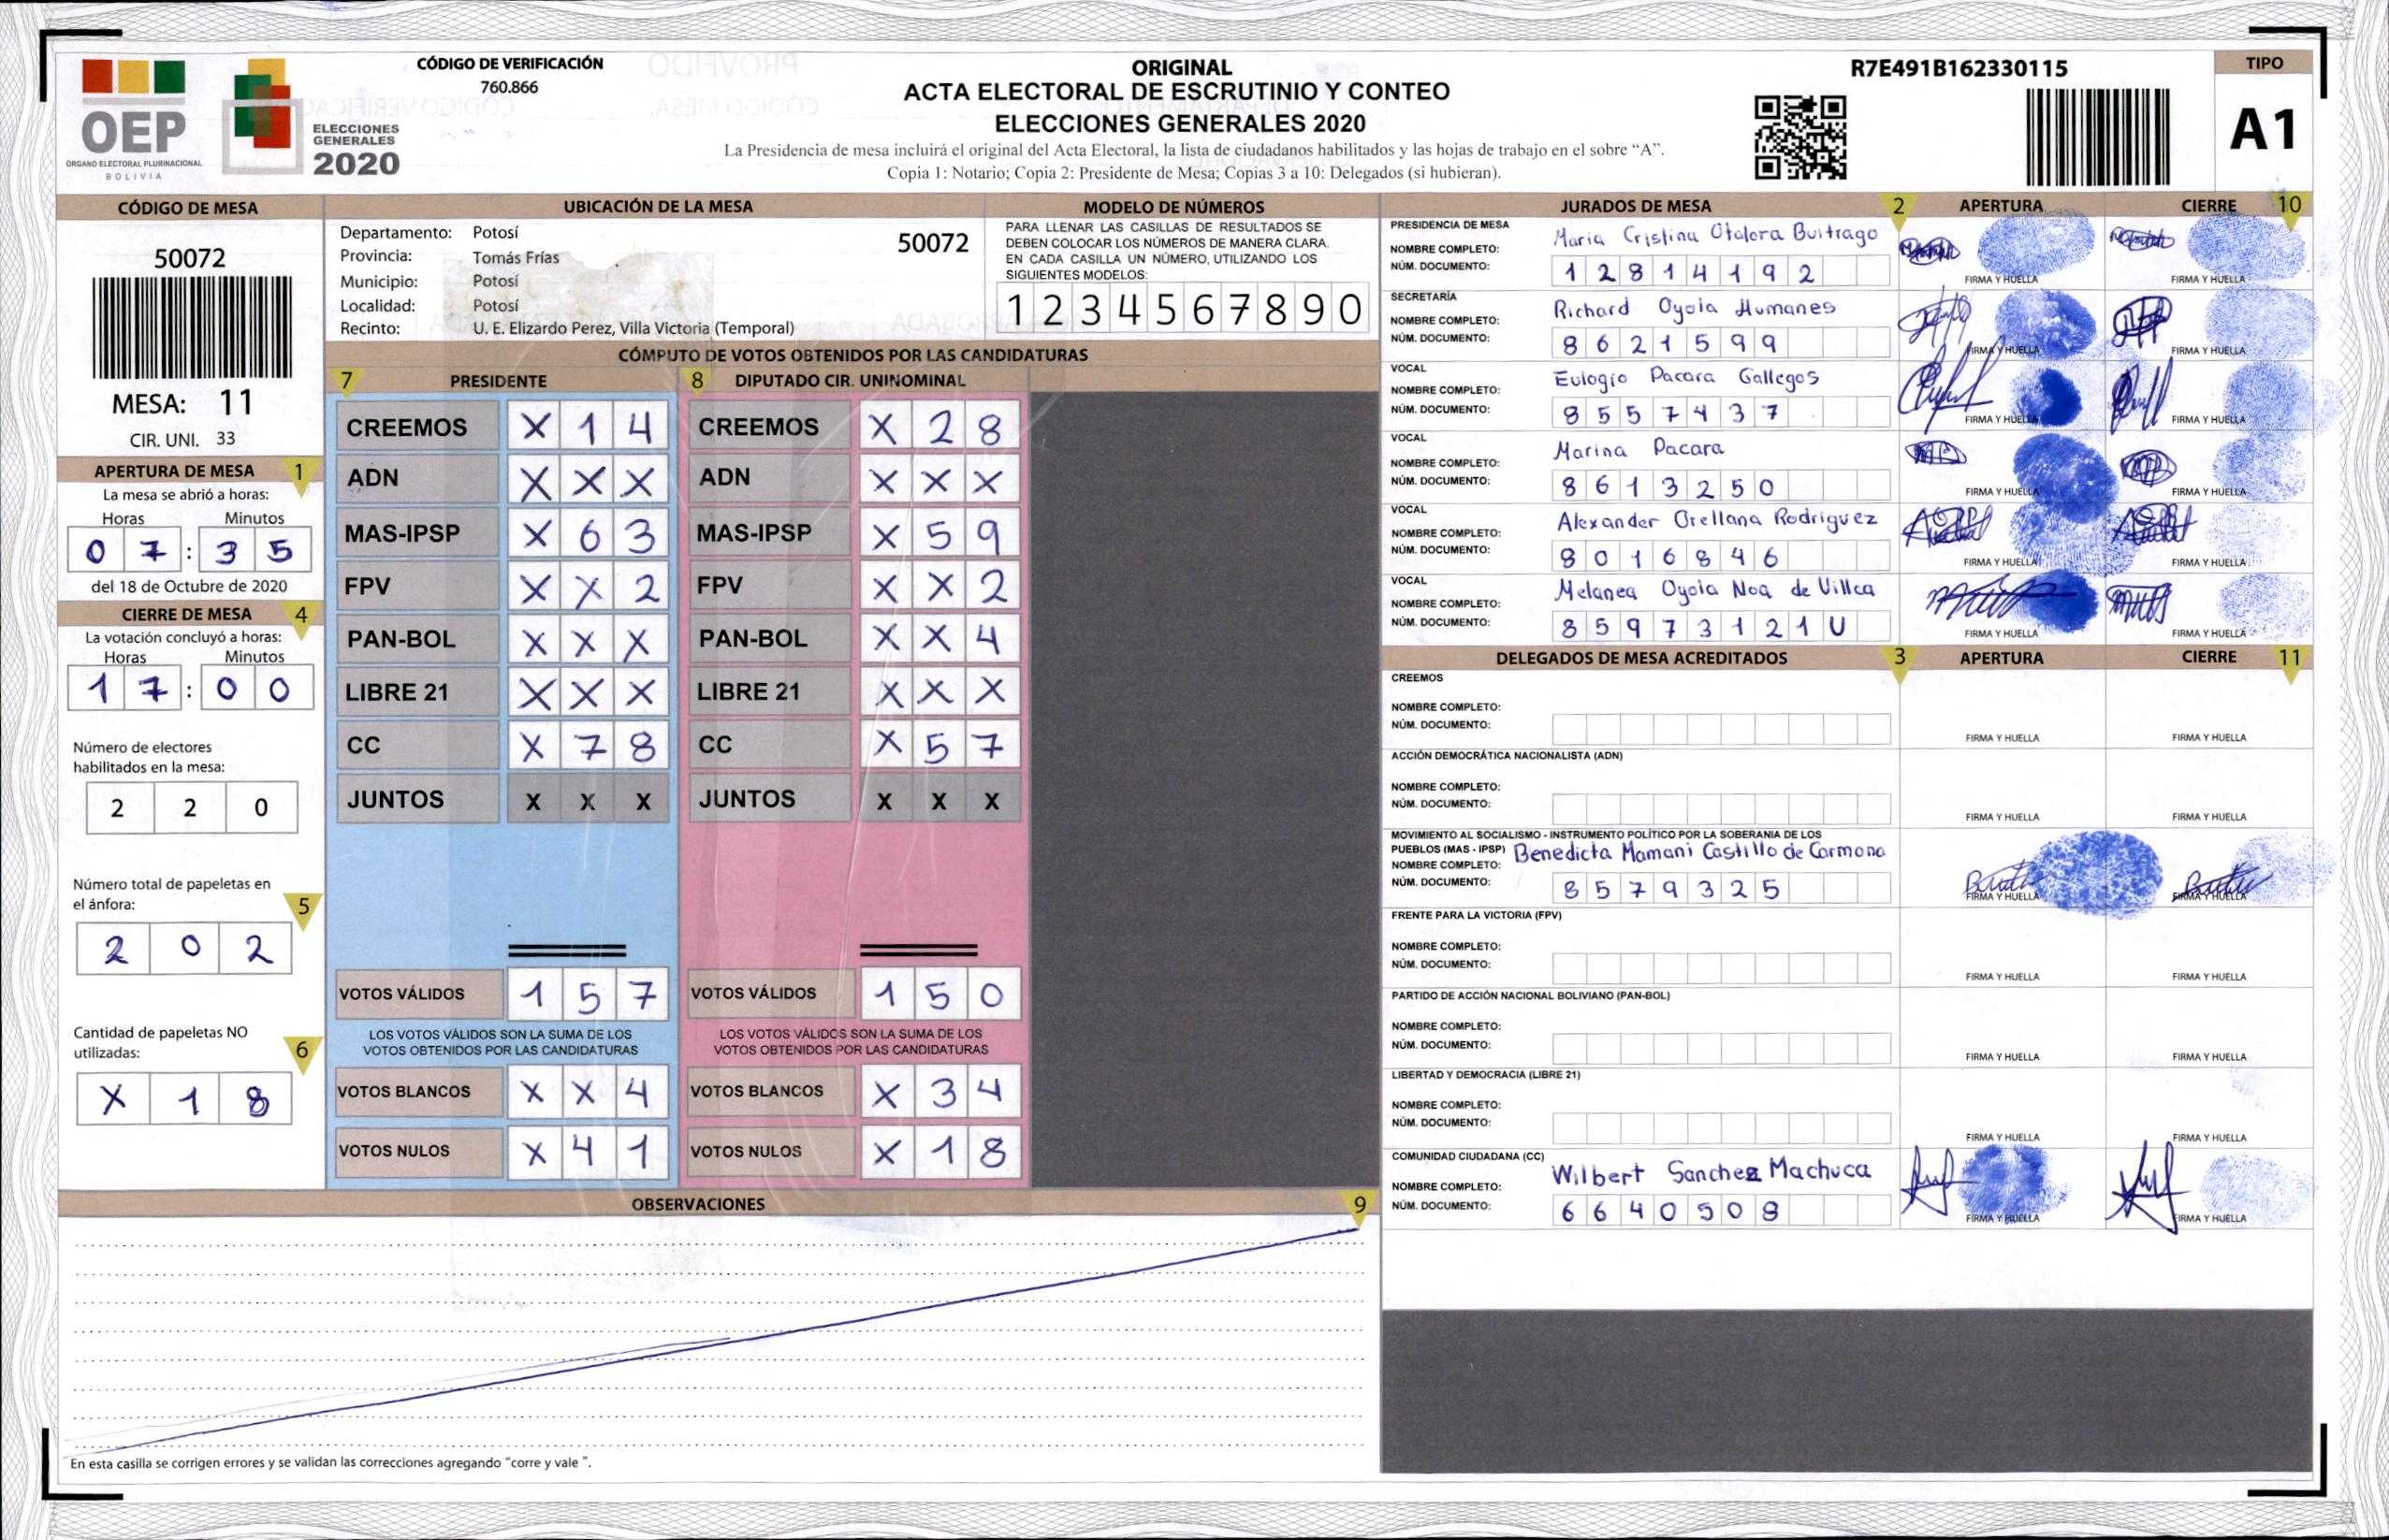 CÓDIGO DE VERIFICACIÓN
760.866
OEP
ÓRGANO ELECTORAL PLURINACIONAL
BOLIVIA
ELECCIONES
GENERALES
2020
ORIGINAL
ACTA ELECTORAL DE ESCRUTINIO Y CONTEO
ELECCIONES GENERALES 2020
La Presidencia de mesa incluirá el original del Acta Electoral, la lista de ciudadanos habilitados y las hojas de trabajo en el sobre “A”.
Copia 1: Notario; Copia 2: Presidente de Mesa; Copias 3 a 10: Delegados (si hubieran).
R7E491B162330115
TIPO
A1
CÓDIGO DE MESA
50072
MESA: 11
CIR. UNI. 33
APERTURA DE MESA 1
La mesa se abrió a horas:
Horas Minutos
0 7 : 3 5
del 18 de Octubre de 2020
CIERRE DE MESA 4
La votación concluyó a horas:
Horas Minutos
1 7 : 0 0
Número de electores
habilitados en la mesa:
2 2 0
Número total de papeletas en
el ánfora: 5
2 0 2
Cantidad de papeletas NO
utilizadas: 6
X 1 8
UBICACIÓN DE LA MESA
Departamento: Potosí
50072
Provincia: Tomás Frías
Municipio: Potosí
Localidad: Potosí
Recinto: U. E. Elizardo Perez, Villa Victoria (Temporal)
MODELO DE NÚMEROS
PARA LLENAR LAS CASILLAS DE RESULTADOS SE
DEBEN COLOCAR LOS NÚMEROS DE MANERA CLARA.
EN CADA CASILLA UN NÚMERO, UTILIZANDO LOS
SIGUIENTES MODELOS:
1 2 3 4 5 6 7 8 9 0
CÓMPUTO DE VOTOS OBTENIDOS POR LAS CANDIDATURAS
7 PRESIDENTE
CREEMOS X 1 4
ADN X X X
MAS-IPSP X 6 3
FPV X X 2
PAN-BOL X X X
LIBRE 21 X X X
CC X 7 8
JUNTOS X X X
VOTOS VÁLIDOS 1 5 7
LOS VOTOS VÁLIDOS SON LA SUMA DE LOS
VOTOS OBTENIDOS POR LAS CANDIDATURAS
VOTOS BLANCOS X X 4
VOTOS NULOS X 4 1
8 DIPUTADO CIR. UNINOMINAL
CREEMOS X 2 8
ADN X X X
MAS-IPSP X 5 9
FPV X X 2
PAN-BOL X X 4
LIBRE 21 X X X
CC X 5 7
JUNTOS X X X
VOTOS VÁLIDOS 1 5 0
LOS VOTOS VÁLIDOS SON LA SUMA DE LOS
VOTOS OBTENIDOS POR LAS CANDIDATURAS
VOTOS BLANCOS X 3 4
VOTOS NULOS X 1 8
OBSERVACIONES 9
En esta casilla se corrigen errores y se validan las correcciones agregando "corre y vale ".
JURADOS DE MESA 2 APERTURA CIERRE 10
PRESIDENCIA DE MESA
NOMBRE COMPLETO: Maria Cristina Otalora Buitrago
NÚM. DOCUMENTO: 1 2 8 1 4 1 9 2
FIRMA Y HUELLA FIRMA Y HUELLA
SECRETARÍA
NOMBRE COMPLETO: Richard Oyola Humanes
NÚM. DOCUMENTO: 8 6 2 1 5 9 9
FIRMA Y HUELLA FIRMA Y HUELLA
VOCAL
NOMBRE COMPLETO: Eulogio Pacara Gallegos
NÚM. DOCUMENTO: 8 5 5 7 4 3 7
FIRMA Y HUELLA FIRMA Y HUELLA
VOCAL
NOMBRE COMPLETO: Marina Pacara
NÚM. DOCUMENTO: 8 6 1 3 2 5 0
FIRMA Y HUELLA FIRMA Y HUELLA
VOCAL
NOMBRE COMPLETO: Alexander Orellana Rodriguez
NÚM. DOCUMENTO: 8 0 1 6 8 4 6
FIRMA Y HUELLA FIRMA Y HUELLA
VOCAL
NOMBRE COMPLETO: Melanea Oyola Noa de Villca
NÚM. DOCUMENTO: 8 5 9 7 3 1 2 1 U
FIRMA Y HUELLA FIRMA Y HUELLA
DELEGADOS DE MESA ACREDITADOS 3 APERTURA CIERRE 11
CREEMOS
NOMBRE COMPLETO:
NÚM. DOCUMENTO:
FIRMA Y HUELLA FIRMA Y HUELLA
ACCIÓN DEMOCRÁTICA NACIONALISTA (ADN)
NOMBRE COMPLETO:
NÚM. DOCUMENTO:
FIRMA Y HUELLA FIRMA Y HUELLA
MOVIMIENTO AL SOCIALISMO - INSTRUMENTO POLÍTICO POR LA SOBERANIA DE LOS
PUEBLOS (MAS - IPSP)
NOMBRE COMPLETO: Benedicta Mamani Castillo de Carmona
NÚM. DOCUMENTO: 8 5 7 9 3 2 5
FIRMA Y HUELLA FIRMA Y HUELLA
FRENTE PARA LA VICTORIA (FPV)
NOMBRE COMPLETO:
NÚM. DOCUMENTO:
FIRMA Y HUELLA FIRMA Y HUELLA
PARTIDO DE ACCIÓN NACIONAL BOLIVIANO (PAN-BOL)
NOMBRE COMPLETO:
NÚM. DOCUMENTO:
FIRMA Y HUELLA FIRMA Y HUELLA
LIBERTAD Y DEMOCRACIA (LIBRE 21)
NOMBRE COMPLETO:
NÚM. DOCUMENTO:
FIRMA Y HUELLA FIRMA Y HUELLA
COMUNIDAD CIUDADANA (CC)
NOMBRE COMPLETO: Wilbert Sanchez Machuca
NÚM. DOCUMENTO: 6 6 4 0 5 0 8
FIRMA Y HUELLA FIRMA Y HUELLA